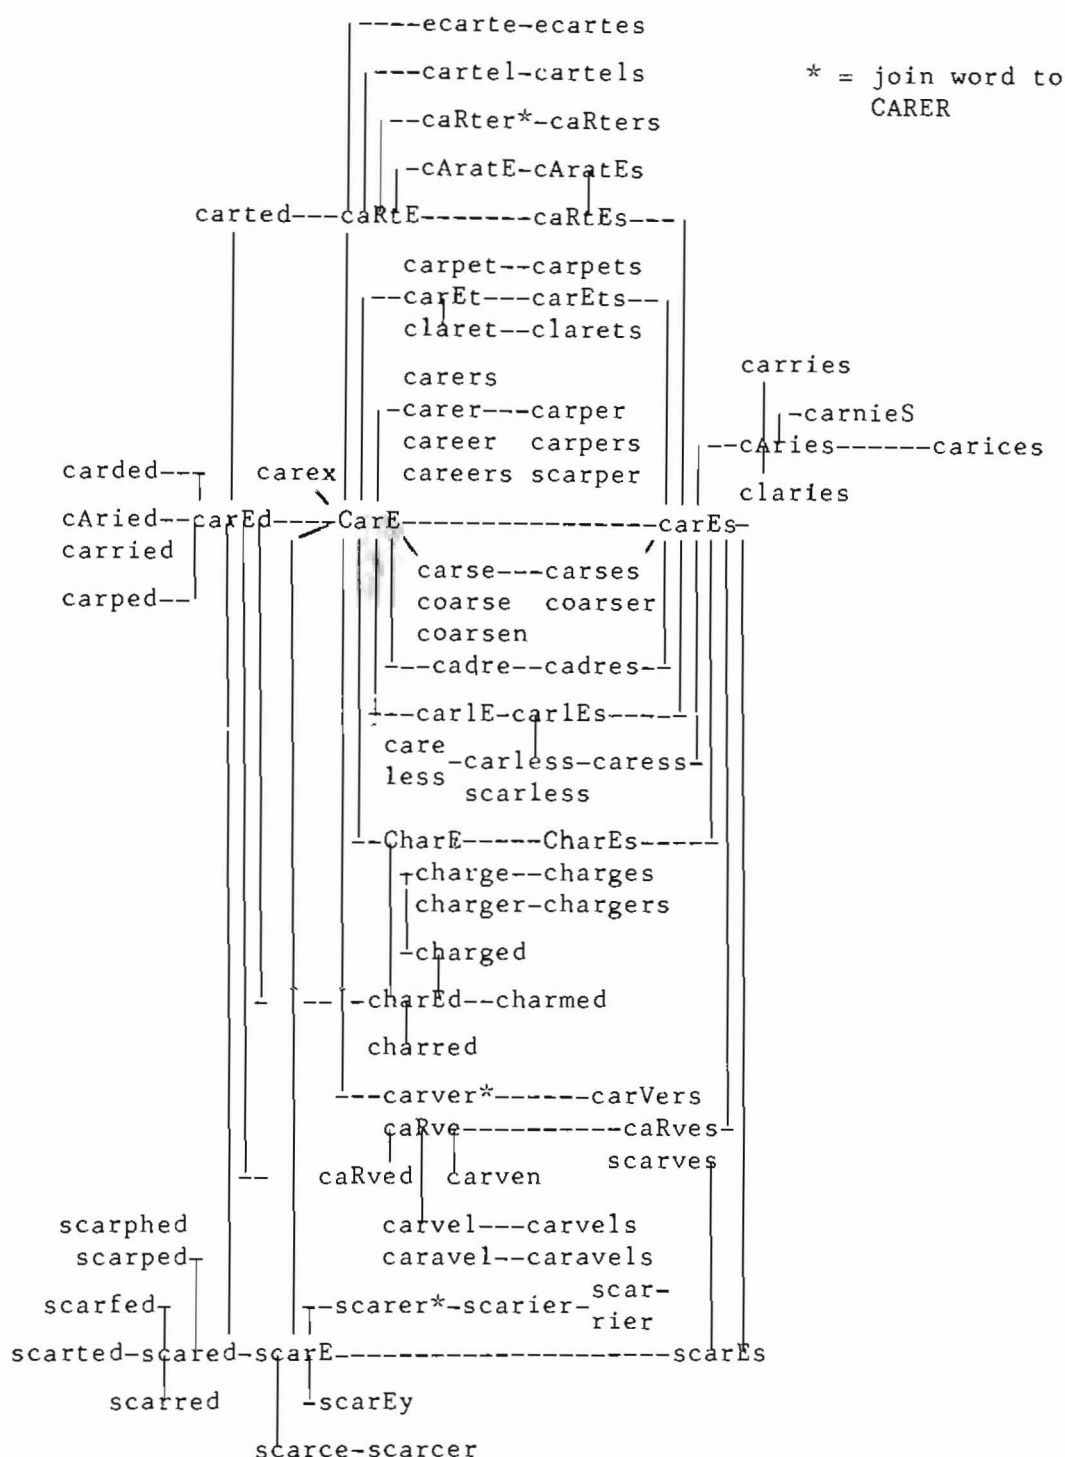 ecarte-ecartes
cartel-cartels
* = join word to
CARER
caRter*-caRters
cAratE-cAratEs
carted---caRtE-------caRtEs---
carpet--carpets
carEt---carEts--
claret--clarets
carries
carers
carer---carper
-carnieS
career carpers
cAries------carices
careers scarper
carded---
carex
claries
cAried--carEd----CarE----------------carEs-
carried
carse---carses
carped--
coarse coarser
coarsen
---cadre--cadres--
---carlE-carlEs-----
care
less
-carless-caress-
scarless
--CharE-----CharEs-----
charge--charges
charger-chargers
-charged
- -- -charEd--charmed
charred
---carver*------carVers
caRve----------caRves-
scarves
-- caRved carven
scarphed
carvel---carvels
scarped
caravel--caravels
scar-
scarfed
--scarer*-scarier-
rier
scarted-scared-scarE---------------------scarEs
scarred
-scarEy
scarce-scarcer